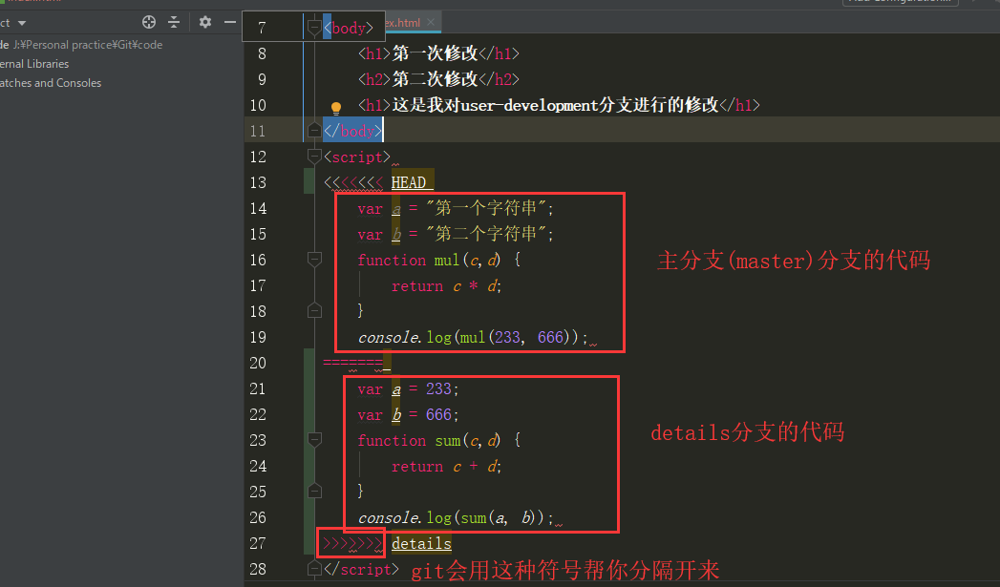 ct
7 <body>
ex.html ×
de J:¥Personal practice¥Git¥code
ernal Libraries
atches and Consoles
8 <h1>第一次修改</h1>
9 <h2>第二次修改</h2>
10 <h1>这是我对user-development分支进行的修改</h1>
11 </body>
12 <script>
13 <<<<<<< HEAD
14 var a = "第一个字符串";
15 var b = "第二个字符串";
16 function mul(c,d) {
主分支(master)分支的代码
17 return c * d;
18 }
19 console.log(mul(233, 666));
20 =======
21 var a = 233;
22 var b = 666;
23 function sum(c,d) {
details分支的代码
24 return c + d;
25 }
26 console.log(sum(a, b));
27 >>>>>>> details
28 </script>
git会用这种符号帮你分隔开来